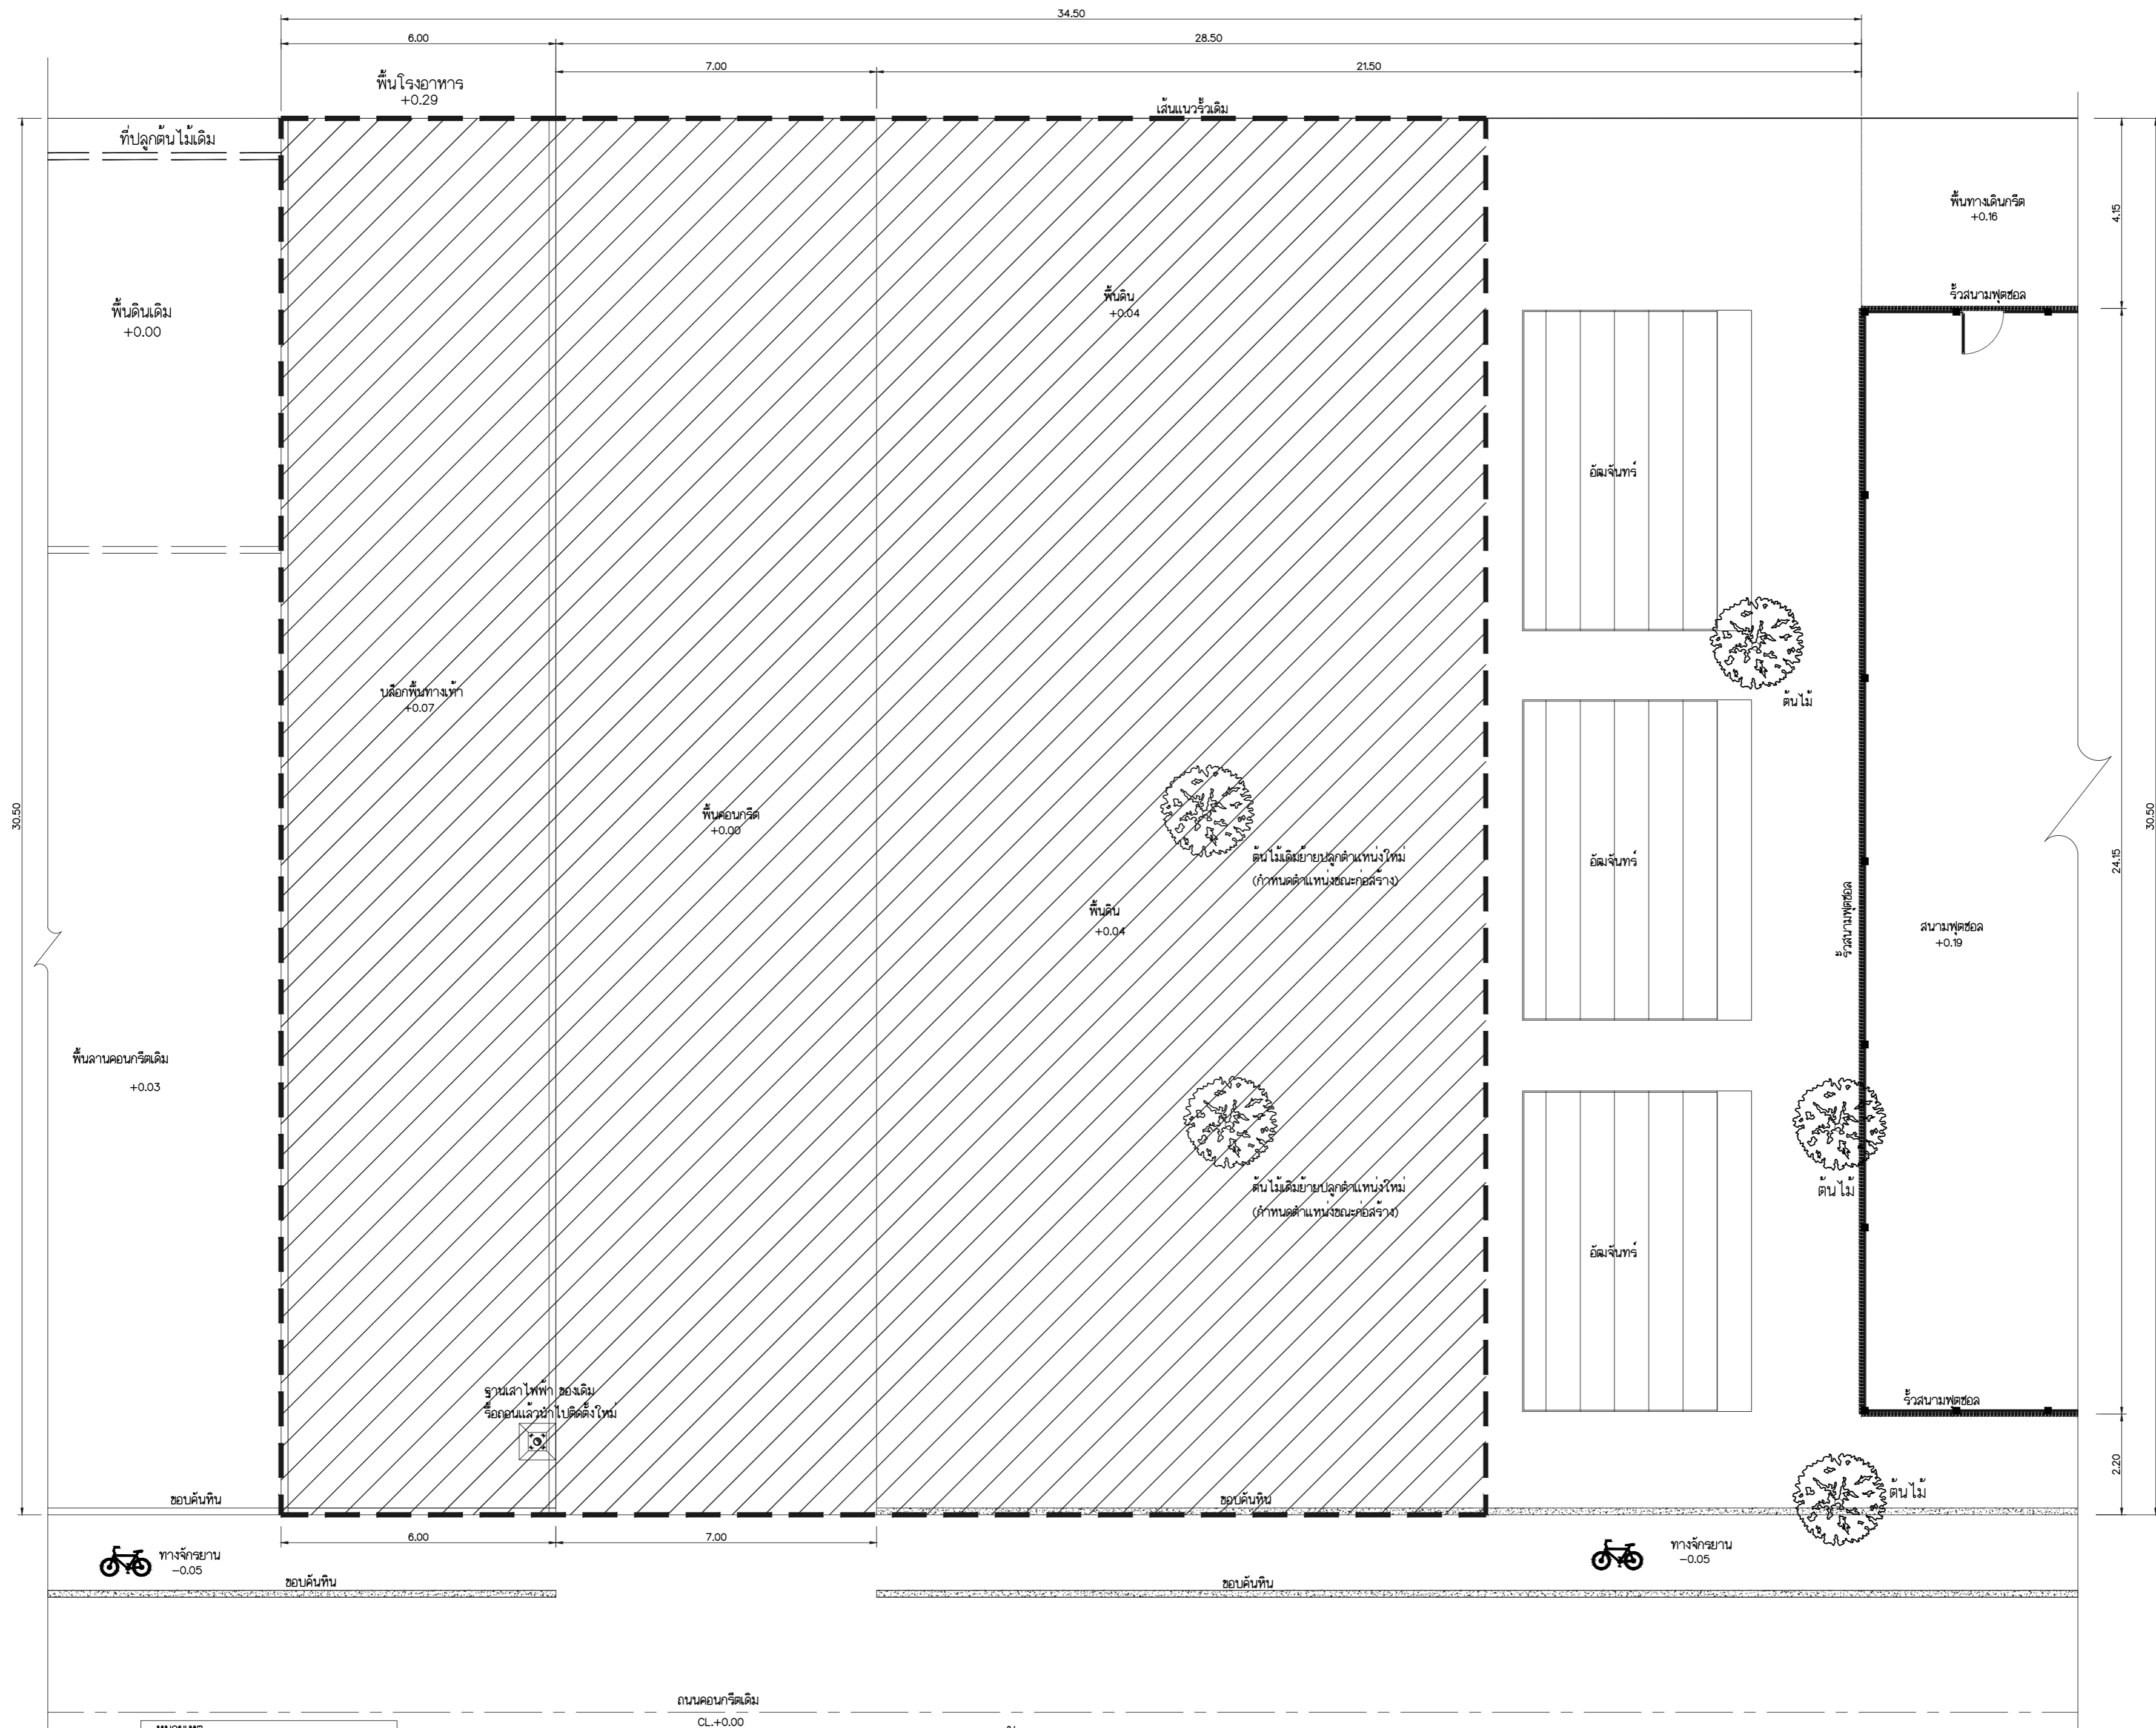 34.50
6.00
28.50
7.00
21.50
พื้นโรงอาหาร
+0.29
เส้นแนวรั้วเดิม
ที่ปลูกต้นไม้เดิม
พื้นทางเดินกรีต
+0.16
4.15
พื้นดิน
+0.04
รั้วสนามฟุตซอล
พื้นดินเดิม
+0.00
อัฒจันทร์
บล๊อกพื้นทางเท้า
+0.07
ต้นไม้
พื้นคอนกรีต
+0.00
30.50
30.50
24.15
ต้นไม้เดิมย้ายปลูกตำแหน่งใหม่
(กำหนดตำแหน่งขณะก่อสร้าง)
อัฒจันทร์
พื้นดิน
+0.04
รั้วสนามฟุตซอล
สนามฟุตซอล
+0.19
พื้นลานคอนกรีตเดิม
+0.03
ต้นไม้เดิมย้ายปลูกตำแหน่งใหม่
(กำหนดตำแหน่งขณะก่อสร้าง)
ต้นไม้
อัฒจันทร์
ฐานเสาไฟฟ้า ของเดิม
รื้อถอนแล้วนำไปติดตั้งใหม่
รั้วสนามฟุตซอล
2.20
ขอบคันหิน
ขอบคันหิน
ต้นไม้
6.00
7.00
ทางจักรยาน
-0.05
ทางจักรยาน
-0.05
ขอบคันหิน
ขอบคันหิน
ถนนคอนกรีตเดิม
CL.+0.00